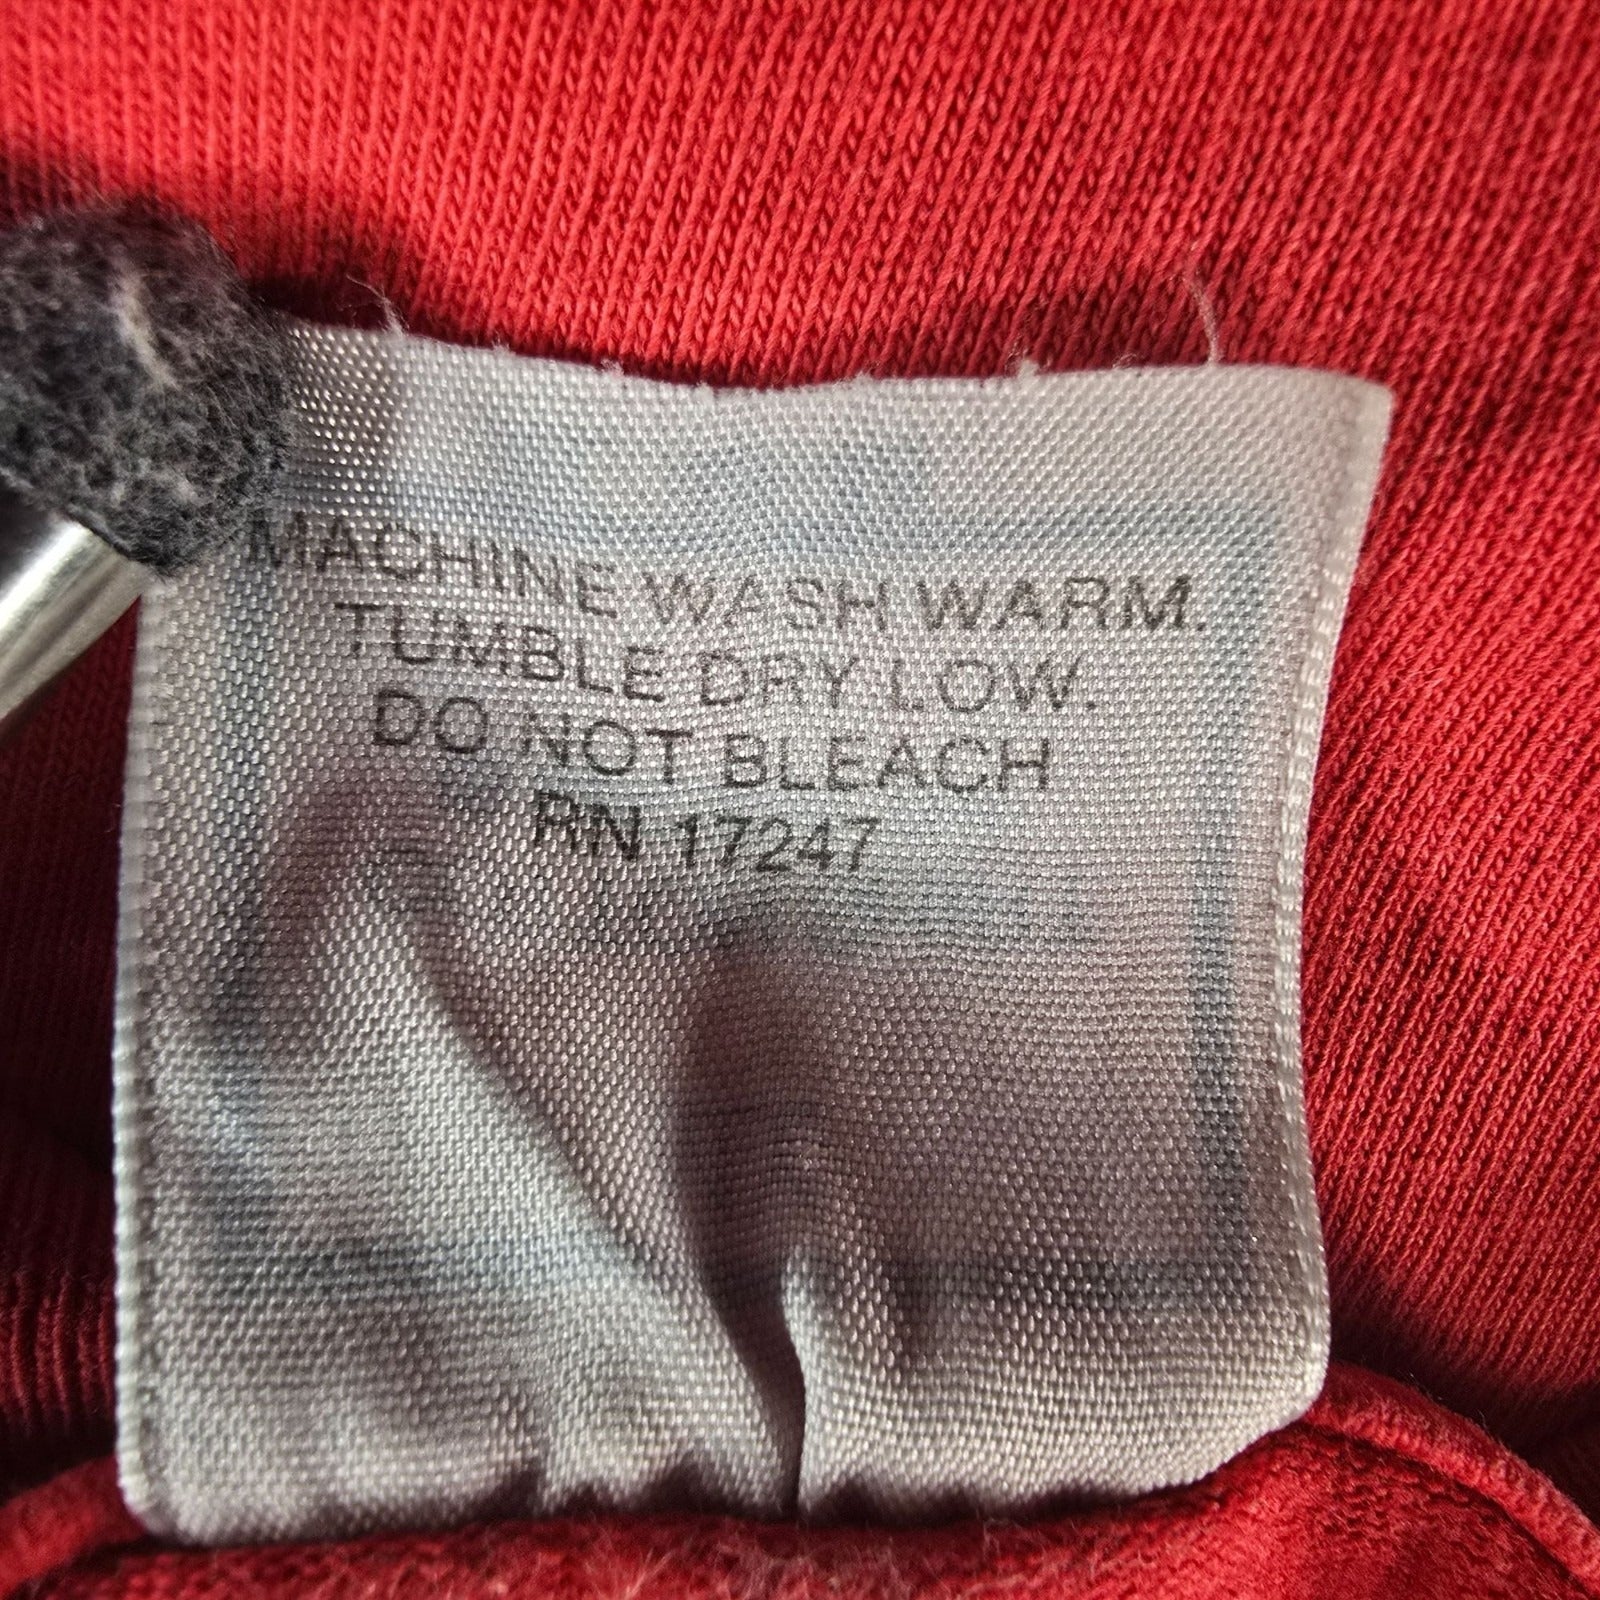 MACHINE WASH WARM.
TUMBLE DRY LOW.
DO NOT BLEACH
RN 17247